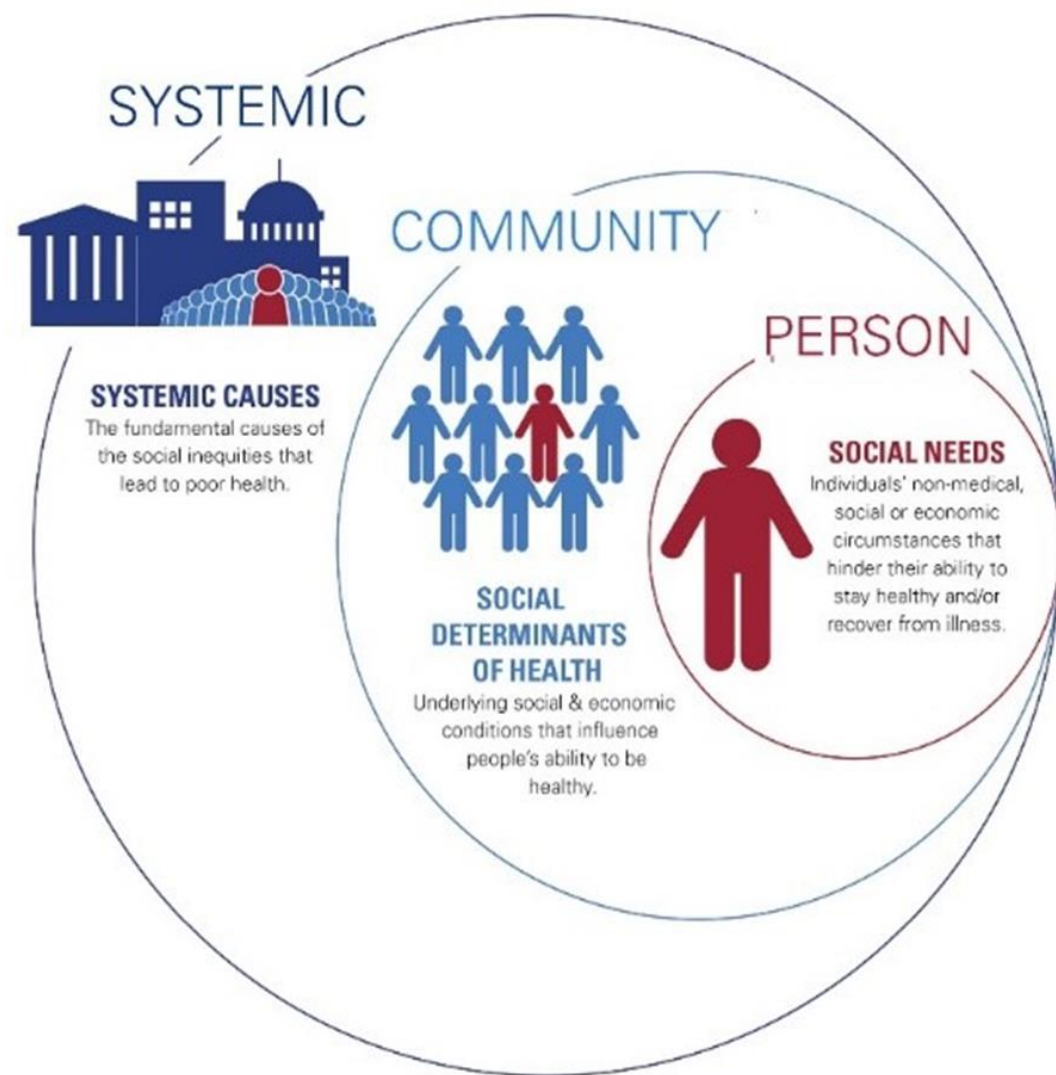 SYSTEMIC
SYSTEMIC CAUSES
The fundamental causes of
the social inequities that
lead to poor health.
COMMUNITY
SOCIAL
DETERMINANTS
OF HEALTH
Underlying social & economic
conditions that influence
people's ability to be
healthy.
PERSON
SOCIAL NEEDS
Individuals' non-medical,
social or economic
circumstances that
hinder their ability to
stay healthy and/or
recover from illness.